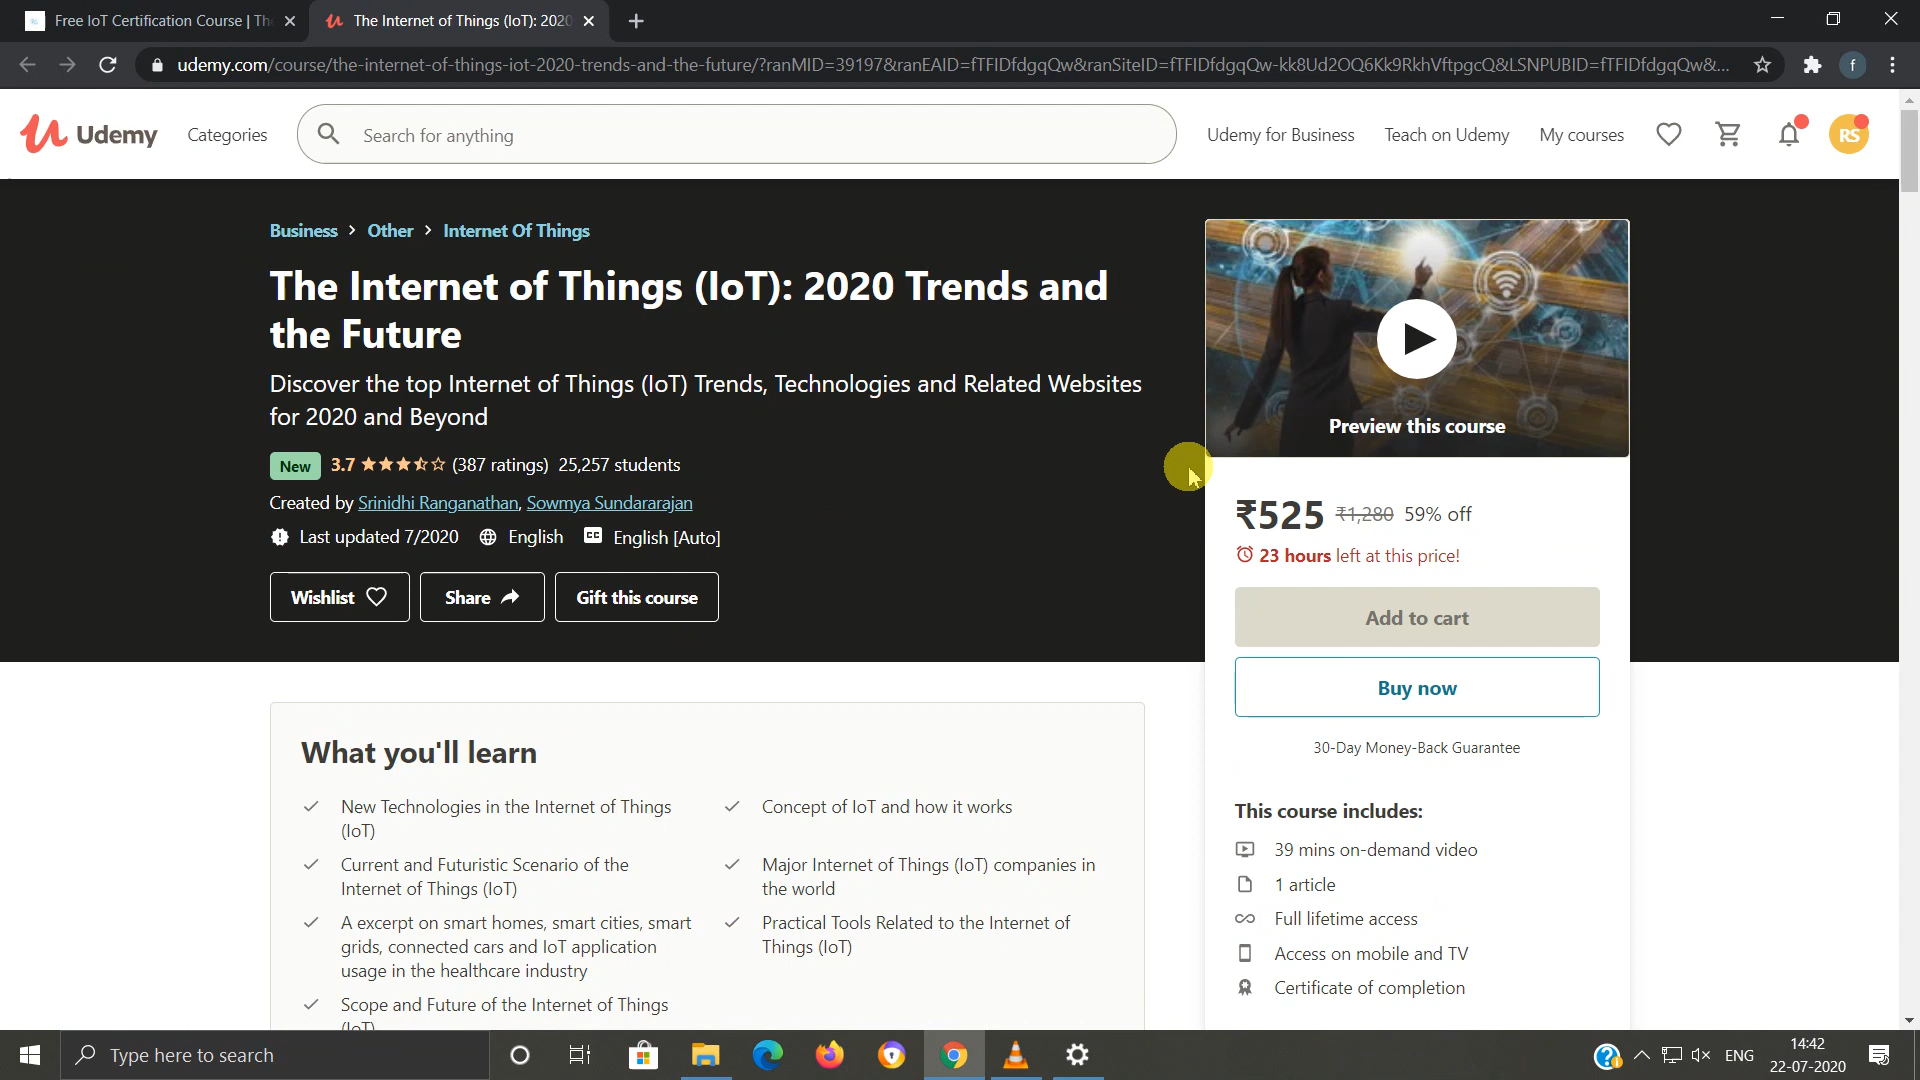 Free IoT Certification Course | Th
The Internet of Things (IoT): 2020
udemy.com/course/the-internet-of-things-iot-2020-trends-and-the-future/?ranMID=39197&ranEAID=fTFIDfdgqQw&ranSiteID=fTFIDfdgqQw-kk8Ud2OQ6Kk9RkhVftpgcQ&LSNPUBID=fTFIDfdgqQw&...
f
Udemy
Categories
Search for anything
Udemy for Business
Teach on Udemy
My courses
RS
Business > Other > Internet Of Things
The Internet of Things (IoT): 2020 Trends and
the Future
Discover the top Internet of Things (IoT) Trends, Technologies and Related Websites
for 2020 and Beyond
New 3.7 (387 ratings) 25,257 students
Created by Srinidhi Ranganathan, Sowmya Sundararajan
Last updated 7/2020 English CC English [Auto]
Wishlist
Share
Gift this course
Preview this course
₹525 ₹1,280 59% off
23 hours left at this price!
Add to cart
Buy now
30-Day Money-Back Guarantee
This course includes:
39 mins on-demand video
1 article
Full lifetime access
Access on mobile and TV
Certificate of completion
What you'll learn
New Technologies in the Internet of Things
(IoT)
Concept of IoT and how it works
Current and Futuristic Scenario of the
Internet of Things (IoT)
Major Internet of Things (IoT) companies in
the world
A excerpt on smart homes, smart cities, smart
grids, connected cars and IoT application
usage in the healthcare industry
Practical Tools Related to the Internet of
Things (IoT)
Scope and Future of the Internet of Things
(IoT)
Type here to search
ENG
14:42
22-07-2020